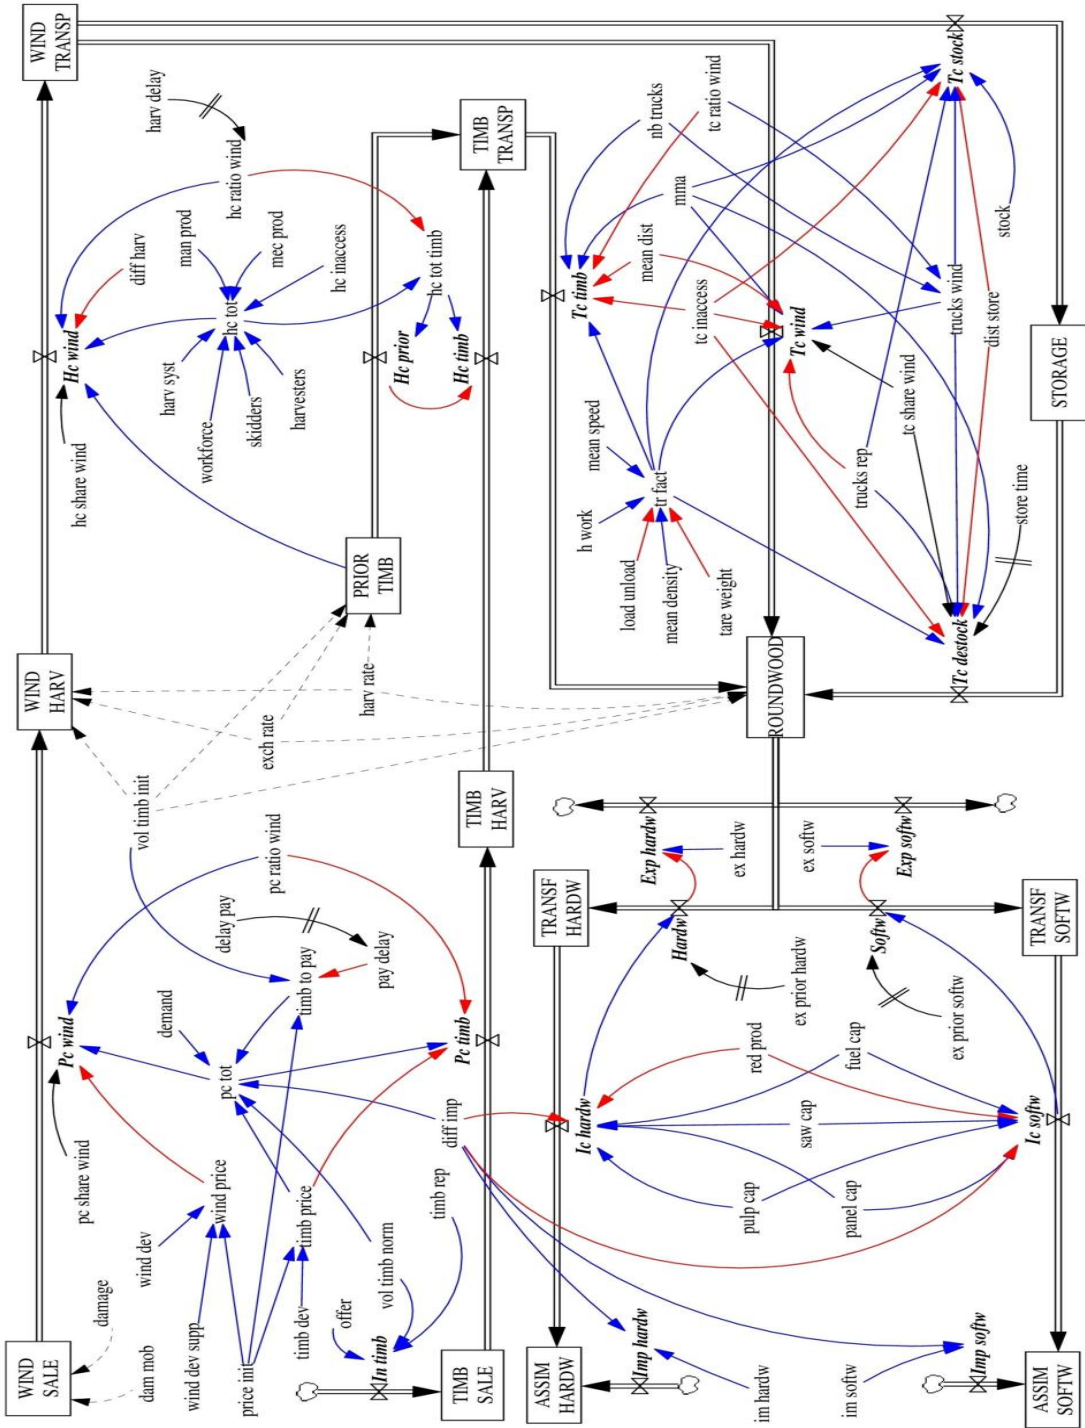 WIND
SALE
damage
dam mob
pc share wind
Pc wind
wind dev
wind dev supp
wind price
price init
timb dev
timb price
demand
pc tot
timb to pay
delay pay
pay delay
pc ratio wind
vol timb init
offer
In timb
vol timb norm
timb rep
diff imp
Pc timb
TIMB
SALE
TIMB
HARV
WIND
HARV
exch rate
harv rate
PRIOR
TIMB
hc share wind
Hc wind
diff harv
harv syst
workforce
skidders
harvesters
hc tot
man prod
mec prod
hc inaccess
hc ratio wind
harv delay
hc tot timb
Hc prior
Hc timb
WIND
TRANSP
TIMB
TRANSP
ASSIM
HARDW
Imp hardw
im hardw
im softw
Imp softw
ASSIM
SOFTW
Ic hardw
pulp cap
panel cap
saw cap
red prod
fuel cap
Ic softw
TRANSF
HARDW
Hardw
ex prior hardw
ex prior softw
Softw
TRANSF
SOFTW
Exp hardw
ex hardw
ex softw
Exp softw
ROUNDWOOD
load unload
mean density
tare weight
h work
mean speed
tr fact
Tc timb
mean dist
tc inaccess
nb trucks
mma
tc ratio wind
Tc wind
trucks rep
tc share wind
trucks wind
dist store
stock
Tc stock
Tc destock
store time
STORAGE